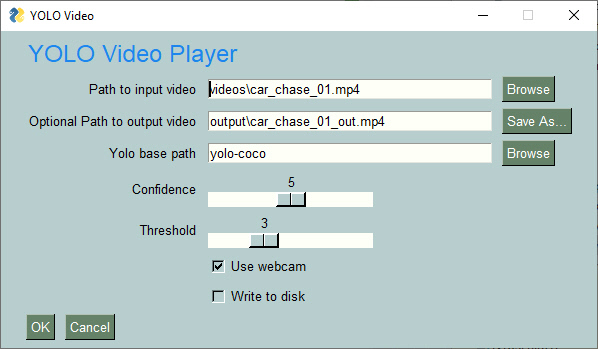 YOLO Video
YOLO Video Player
Path to input video videos\car_chase_01.mp4 Browse
Optional Path to output video output\car_chase_01_out.mp4 Save As...
Yolo base path yolo-coco Browse
5
Confidence
3
Threshold
Use webcam
Write to disk
OK Cancel